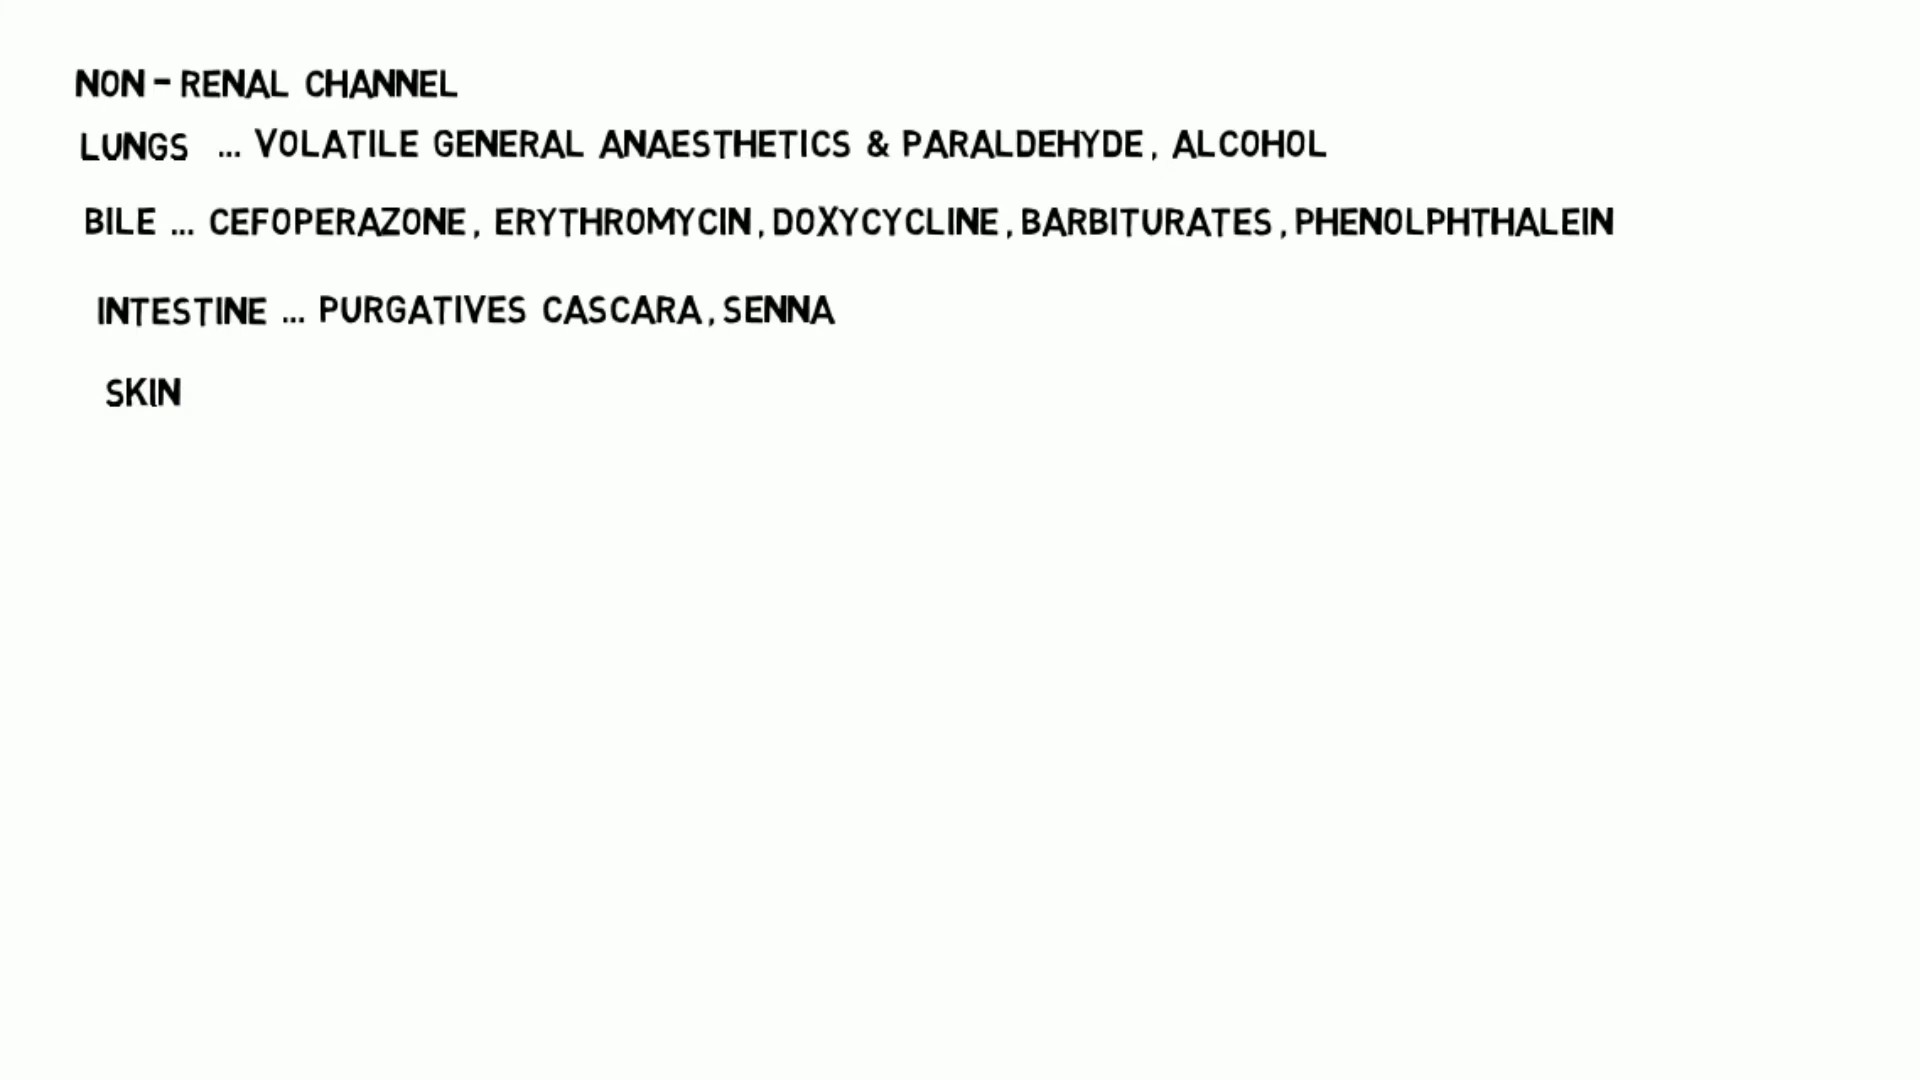 NON - RENAL CHANNEL
LUNGS ... VOLATILE GENERAL ANAESTHETICS & PARALDEHYDE, ALCOHOL
BILE ... CEFOPERAZONE, ERYTHROMYCIN, DOXYCYCLINE, BARBITURATES, PHENOLPHTHALEIN
INTESTINE ... PURGATIVES CASCARA, SENNA
SKIN